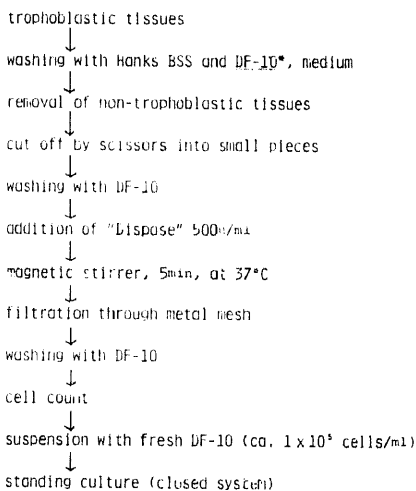 trophoblastic tissues
washing with Hanks BSS and DF-10*, medium
removal of non-trophoblastic tissues
cut off by scissors into small pieces
washing with DF-10
addition of "Dispase" 500u/ml
magnetic stirrer, 5min, at 37°C
filtration through metal mesh
washing with DF-10
cell count
suspension with fresh DF-10 (ca. 1 x 10⁵ cells/ml)
standing culture (closed system)